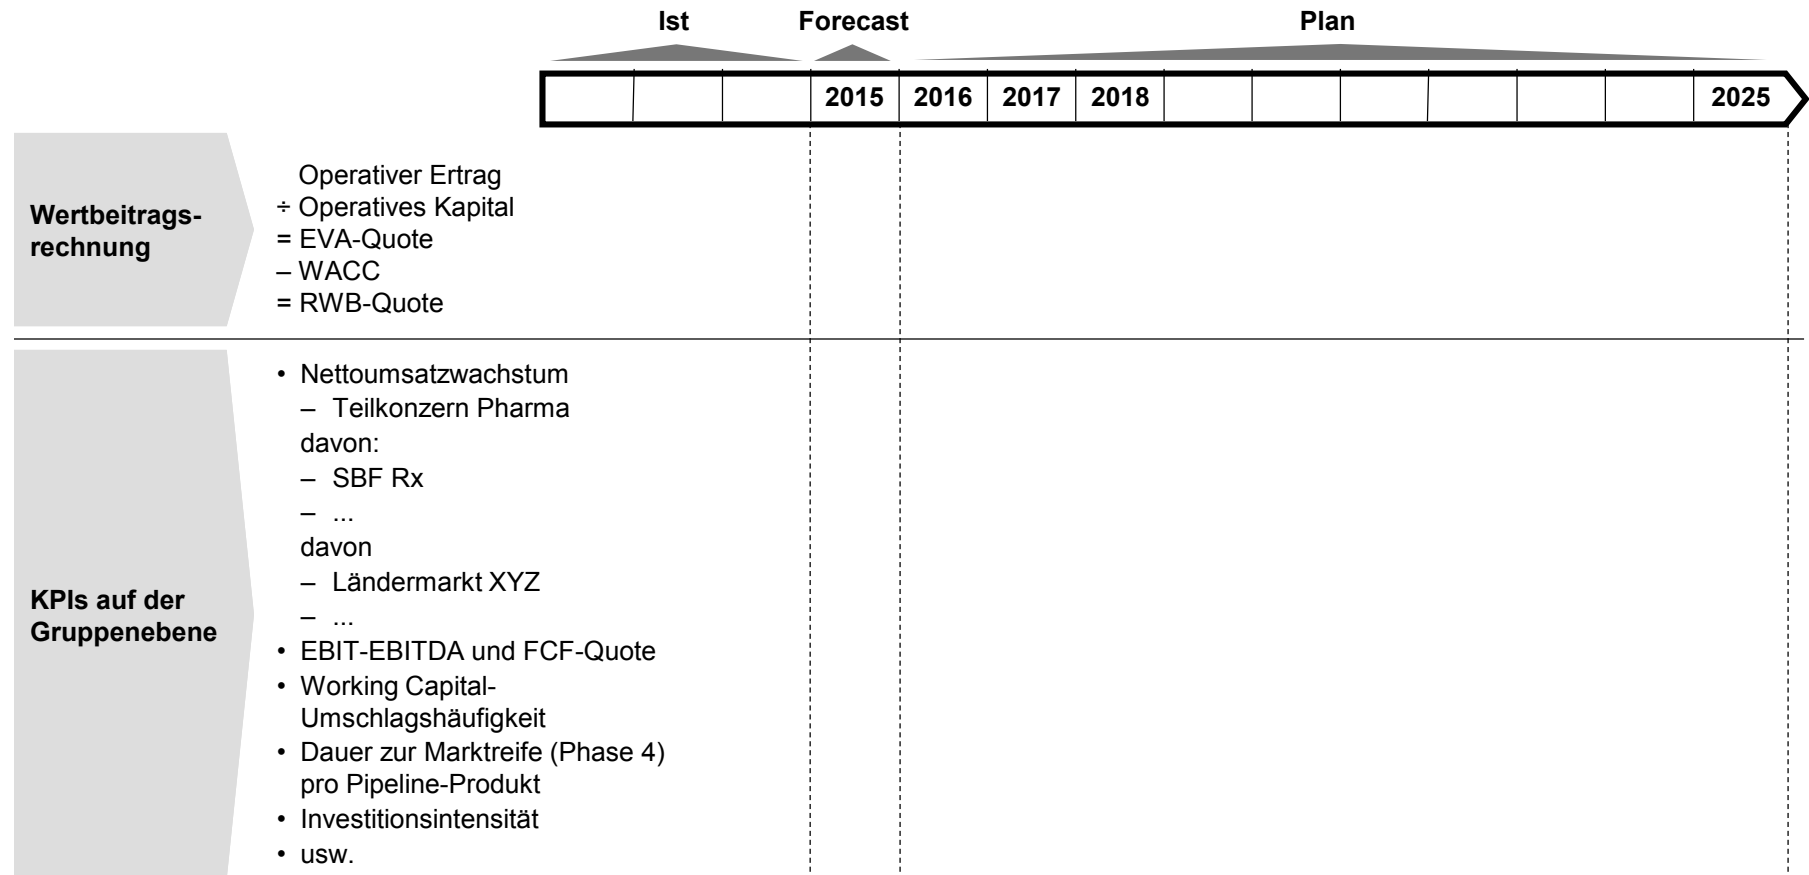 Ist Forecast Plan
2015 2016 2017 2018 2025
Wertbeitrags-
rechnung
Operativer Ertrag
÷ Operatives Kapital
= EVA-Quote
– WACC
= RWB-Quote
KPIs auf der
Gruppenebene
• Nettoumsatzwachstum
– Teilkonzern Pharma
davon:
– SBF Rx
– ...
davon
– Ländermarkt XYZ
– ...
• EBIT-EBITDA und FCF-Quote
• Working Capital-
Umschlagshäufigkeit
• Dauer zur Marktreife (Phase 4)
pro Pipeline-Produkt
• Investitionsintensität
• usw.